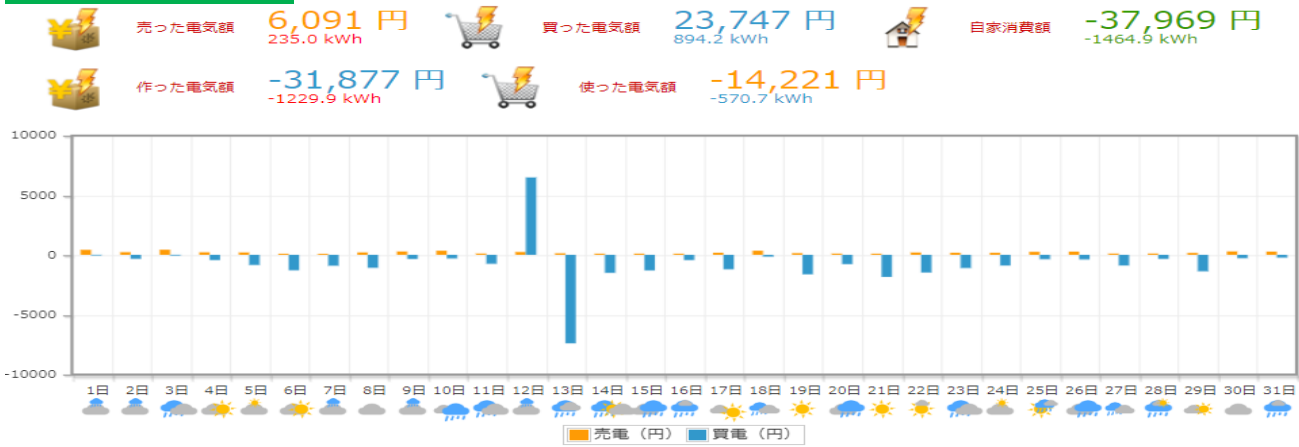 売った電気額 6,091 円 買った電気額 23,747 円 自家消費額 -37,969 円
235.0 kWh 894.2 kWh -1464.9 kWh
作った電気額 -31,877 円 使った電気額 -14,221 円
-1229.9 kWh -570.7 kWh
10000
5000
0
-5000
-10000
1日 2日 3日 4日 5日 6日 7日 8日 9日 10日 11日 12日 13日 14日 15日 16日 17日 18日 19日 20日 21日 22日 23日 24日 25日 26日 27日 28日 29日 30日 31日
売電（円） 買電（円）